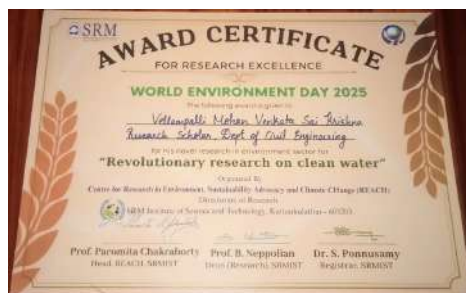 SRM
AWARD CERTIFICATE
FOR RESEARCH EXCELLENCE
WORLD ENVIRONMENT DAY 2025
The following award is given to
Vellampalli Mohan Venkata Sai Krishna
Research Scholar, Dept of Civil Engineering
for his novel research in environment sector for
"Revolutionary research on clean water"
Organized By
Centre for Research in Environment, Sustainability Advocacy and Climate CHange (REACH)
Directorate of Research
SRM Institute of Science and Technology, Kattankulathur - 603203.
Prof. Paromita Chakraborty Prof. B. Neppolian Dr. S. Ponnusamy
Head, REACH, SRMIST Dean (Research), SRMIST Registrar, SRMIST